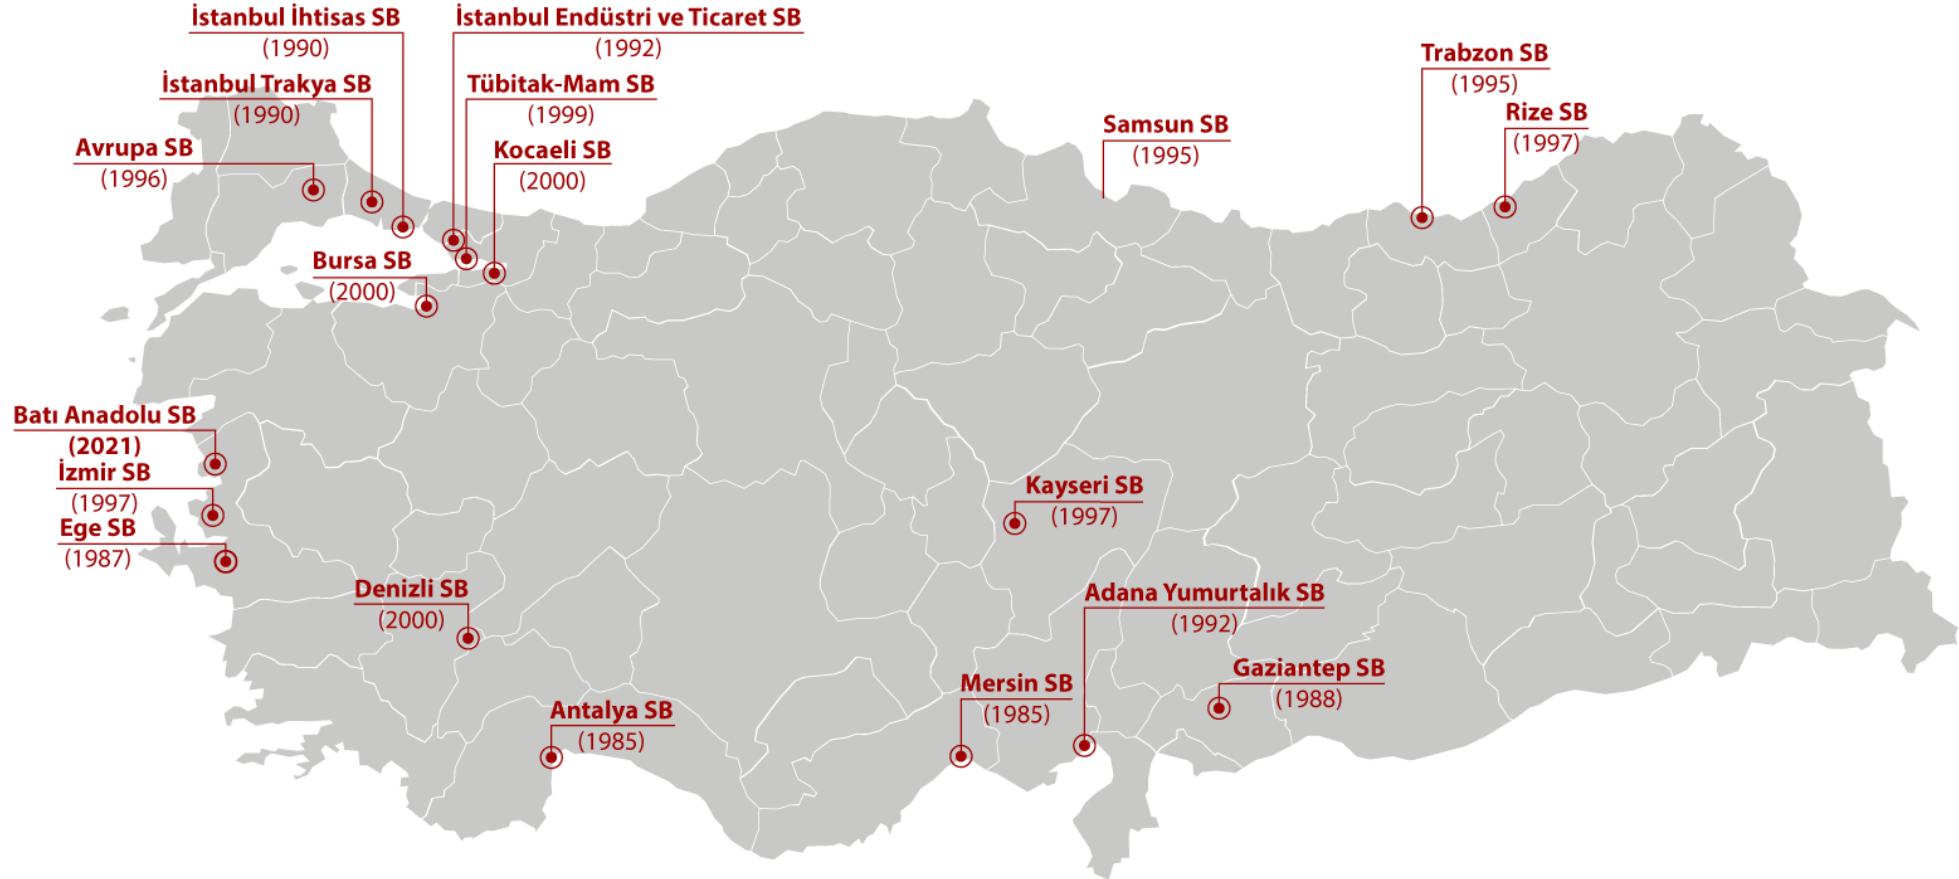 İstanbul İhtisas SB
(1990)
İstanbul Endüstri ve Ticaret SB
(1992)
İstanbul Trakya SB
(1990)
Tübitak-Mam SB
(1999)
Avrupa SB
(1996)
Kocaeli SB
(2000)
Bursa SB
(2000)
Samsun SB
(1995)
Trabzon SB
(1995)
Rize SB
(1997)
Batı Anadolu SB
(2021)
İzmir SB
(1997)
Ege SB
(1987)
Denizli SB
(2000)
Antalya SB
(1985)
Kayseri SB
(1997)
Adana Yumurtalık SB
(1992)
Mersin SB
(1985)
Gaziantep SB
(1988)